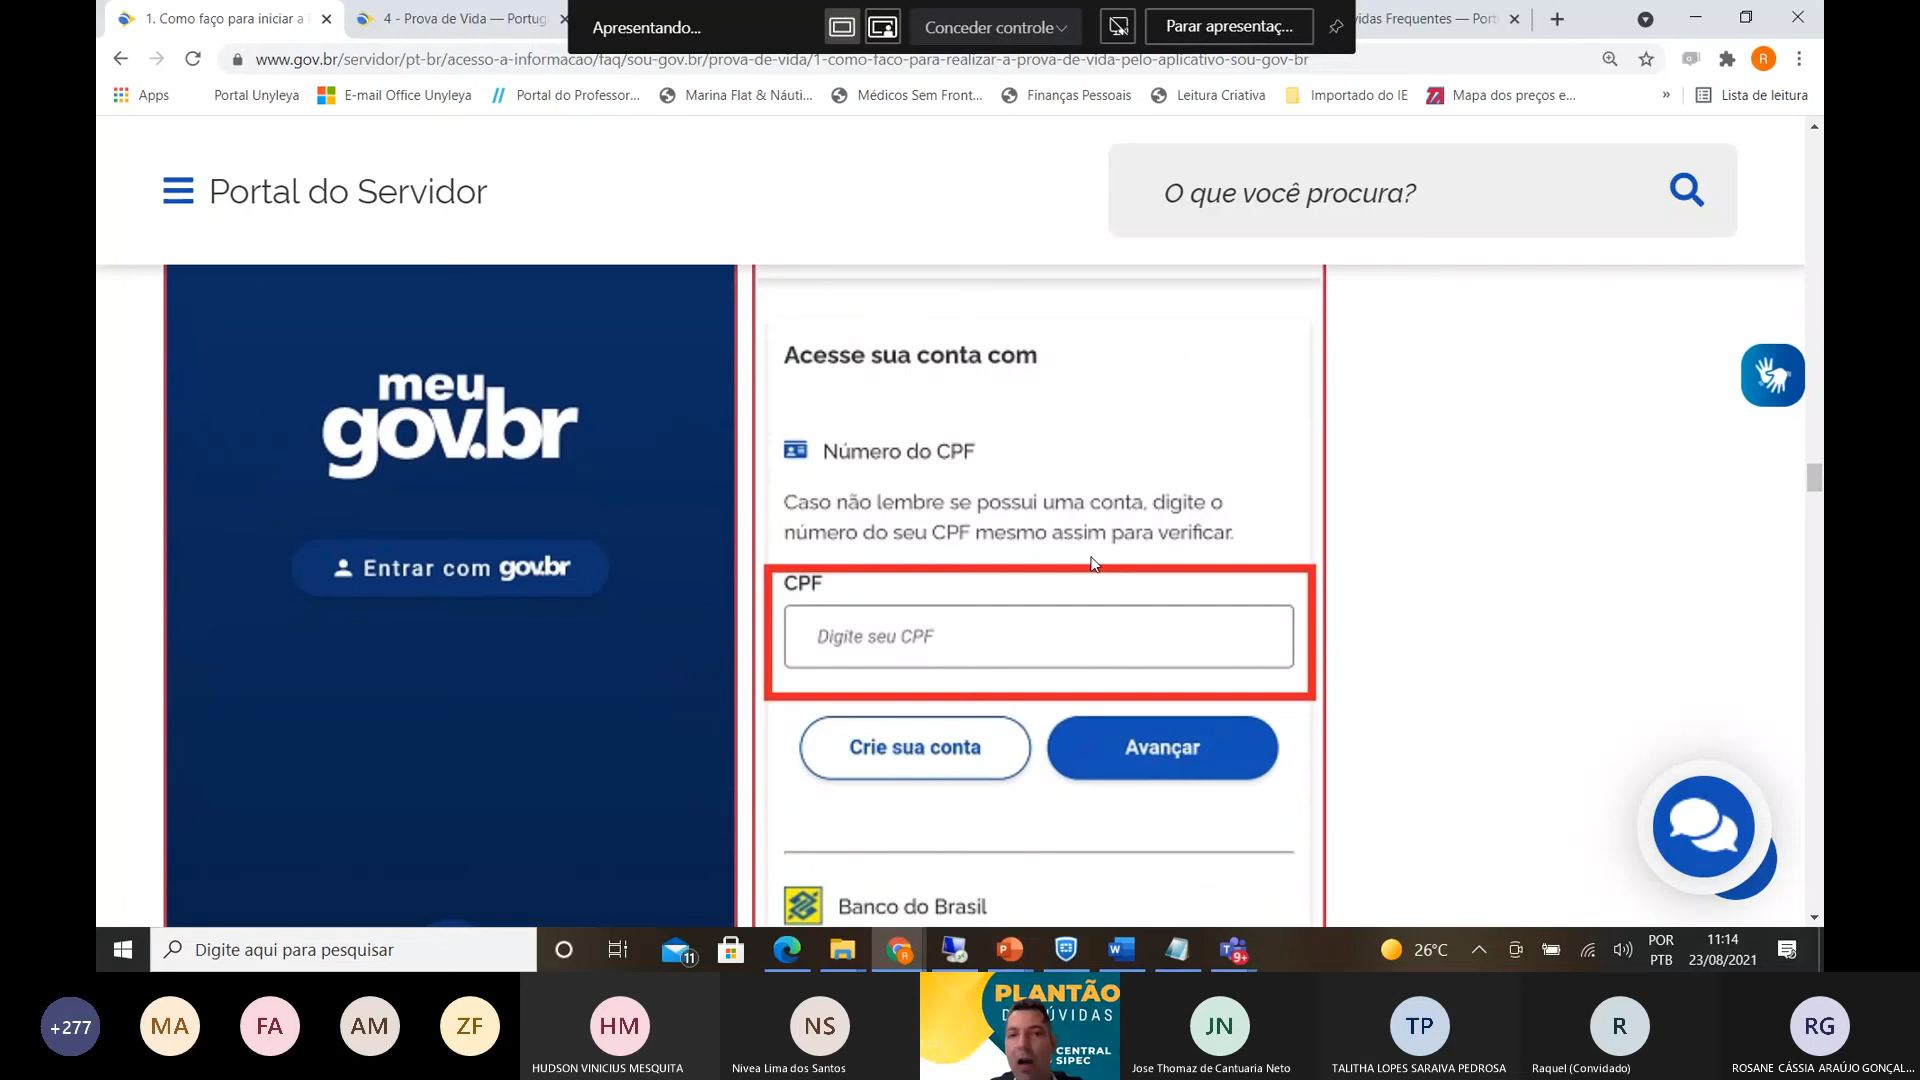 1. Como faço para iniciar a
4 - Prova de Vida — Portug
Apresentando...
Conceder controle
Parar apresentaç...
vidas Frequentes — Port
www.gov.br/servidor/pt-br/acesso-a-informacao/faq/sou-gov.br/prova-de-vida/1-como-faco-para-realizar-a-prova-de-vida-pelo-aplicativo-sou-gov-br
R
Apps
Portal Unyleya
E-mail Office Unyleya
Portal do Professor...
Marina Flat & Náuti...
Médicos Sem Front...
Finanças Pessoais
Leitura Criativa
Importado do IE
Mapa dos preços e...
»
Lista de leitura
Portal do Servidor
O que você procura?
meu
gov.br
Entrar com gov.br
Acesse sua conta com
Número do CPF
Caso não lembre se possui uma conta, digite o
número do seu CPF mesmo assim para verificar.
CPF
Digite seu CPF
Crie sua conta
Avançar
Banco do Brasil
Digite aqui para pesquisar
11
R
9+
26°C
POR
PTB
11:14
23/08/2021
+277
MA
FA
AM
ZF
HM
HUDSON VINICIUS MESQUITA
NS
Nivea Lima dos Santos
PLANTÃO
CENTRAL
SIPEC
JN
Jose Thomaz de Cantuaria Neto
TP
TALITHA LOPES SARAIVA PEDROSA
R
Raquel (Convidado)
RG
ROSANE CÁSSIA ARAÚJO GONÇAL...